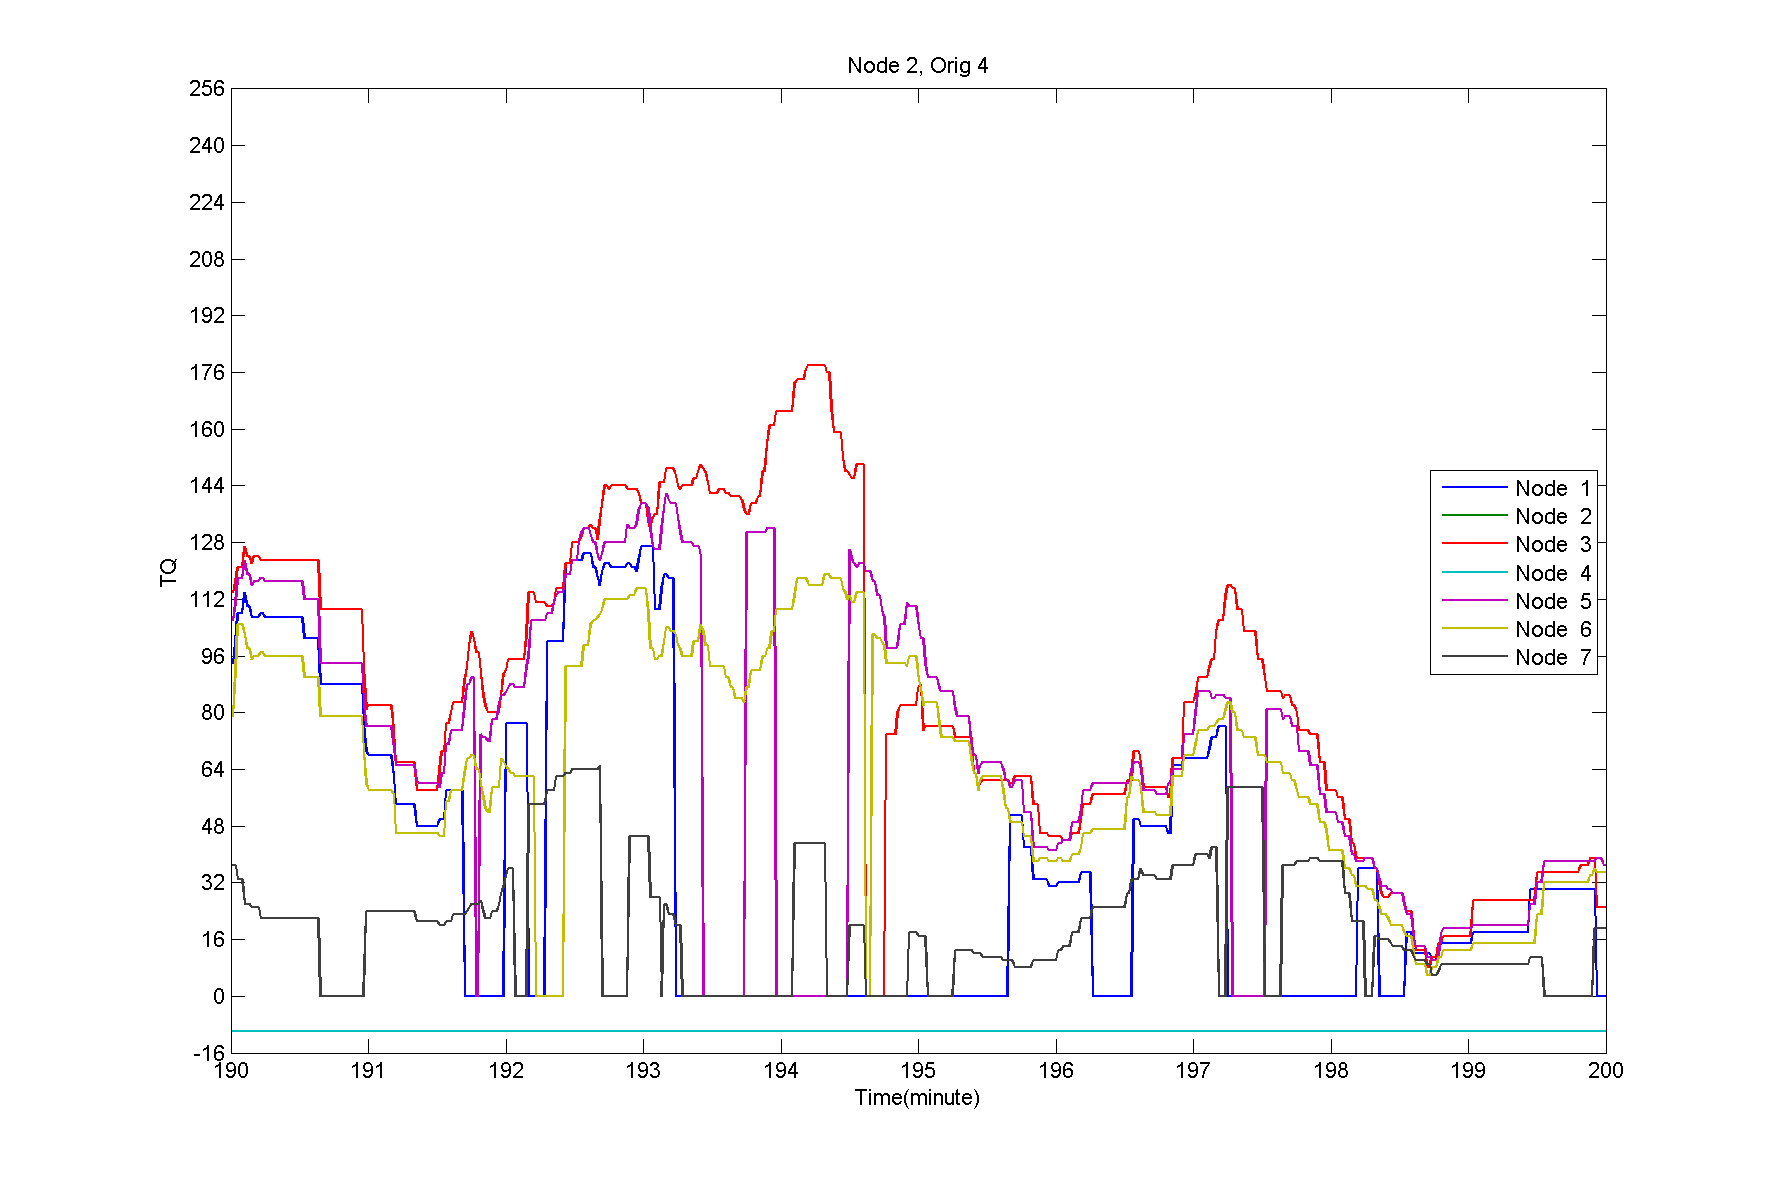 Node 2, Orig 4
256
240
224
208
192
176
160
144
128
112
96
80
64
48
32
16
0
-16
TQ
Node 1
Node 2
Node 3
Node 4
Node 5
Node 6
Node 7
190 191 192 193 194 195 196 197 198 199 200
Time(minute)